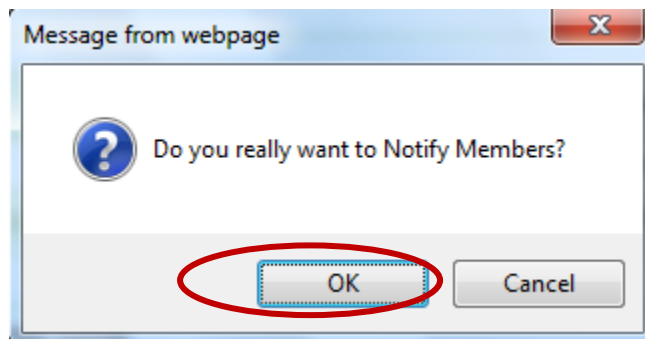 Message from webpage
Do you really want to Notify Members?
OK
Cancel